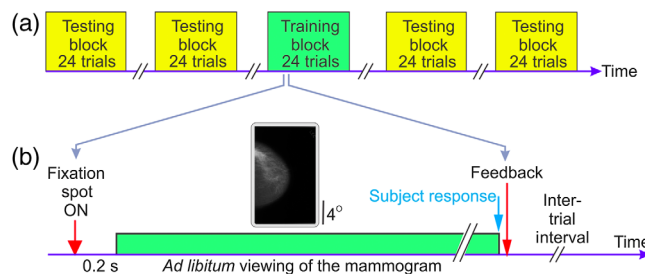 (a)
Testing block 24 trials
Testing block 24 trials
Training block 24 trials
Testing block 24 trials
Testing block 24 trials
Time
(b)
Fixation spot ON
4°
Feedback
Subject response
Inter-trial interval
Time
0.2 s
Ad libitum viewing of the mammogram